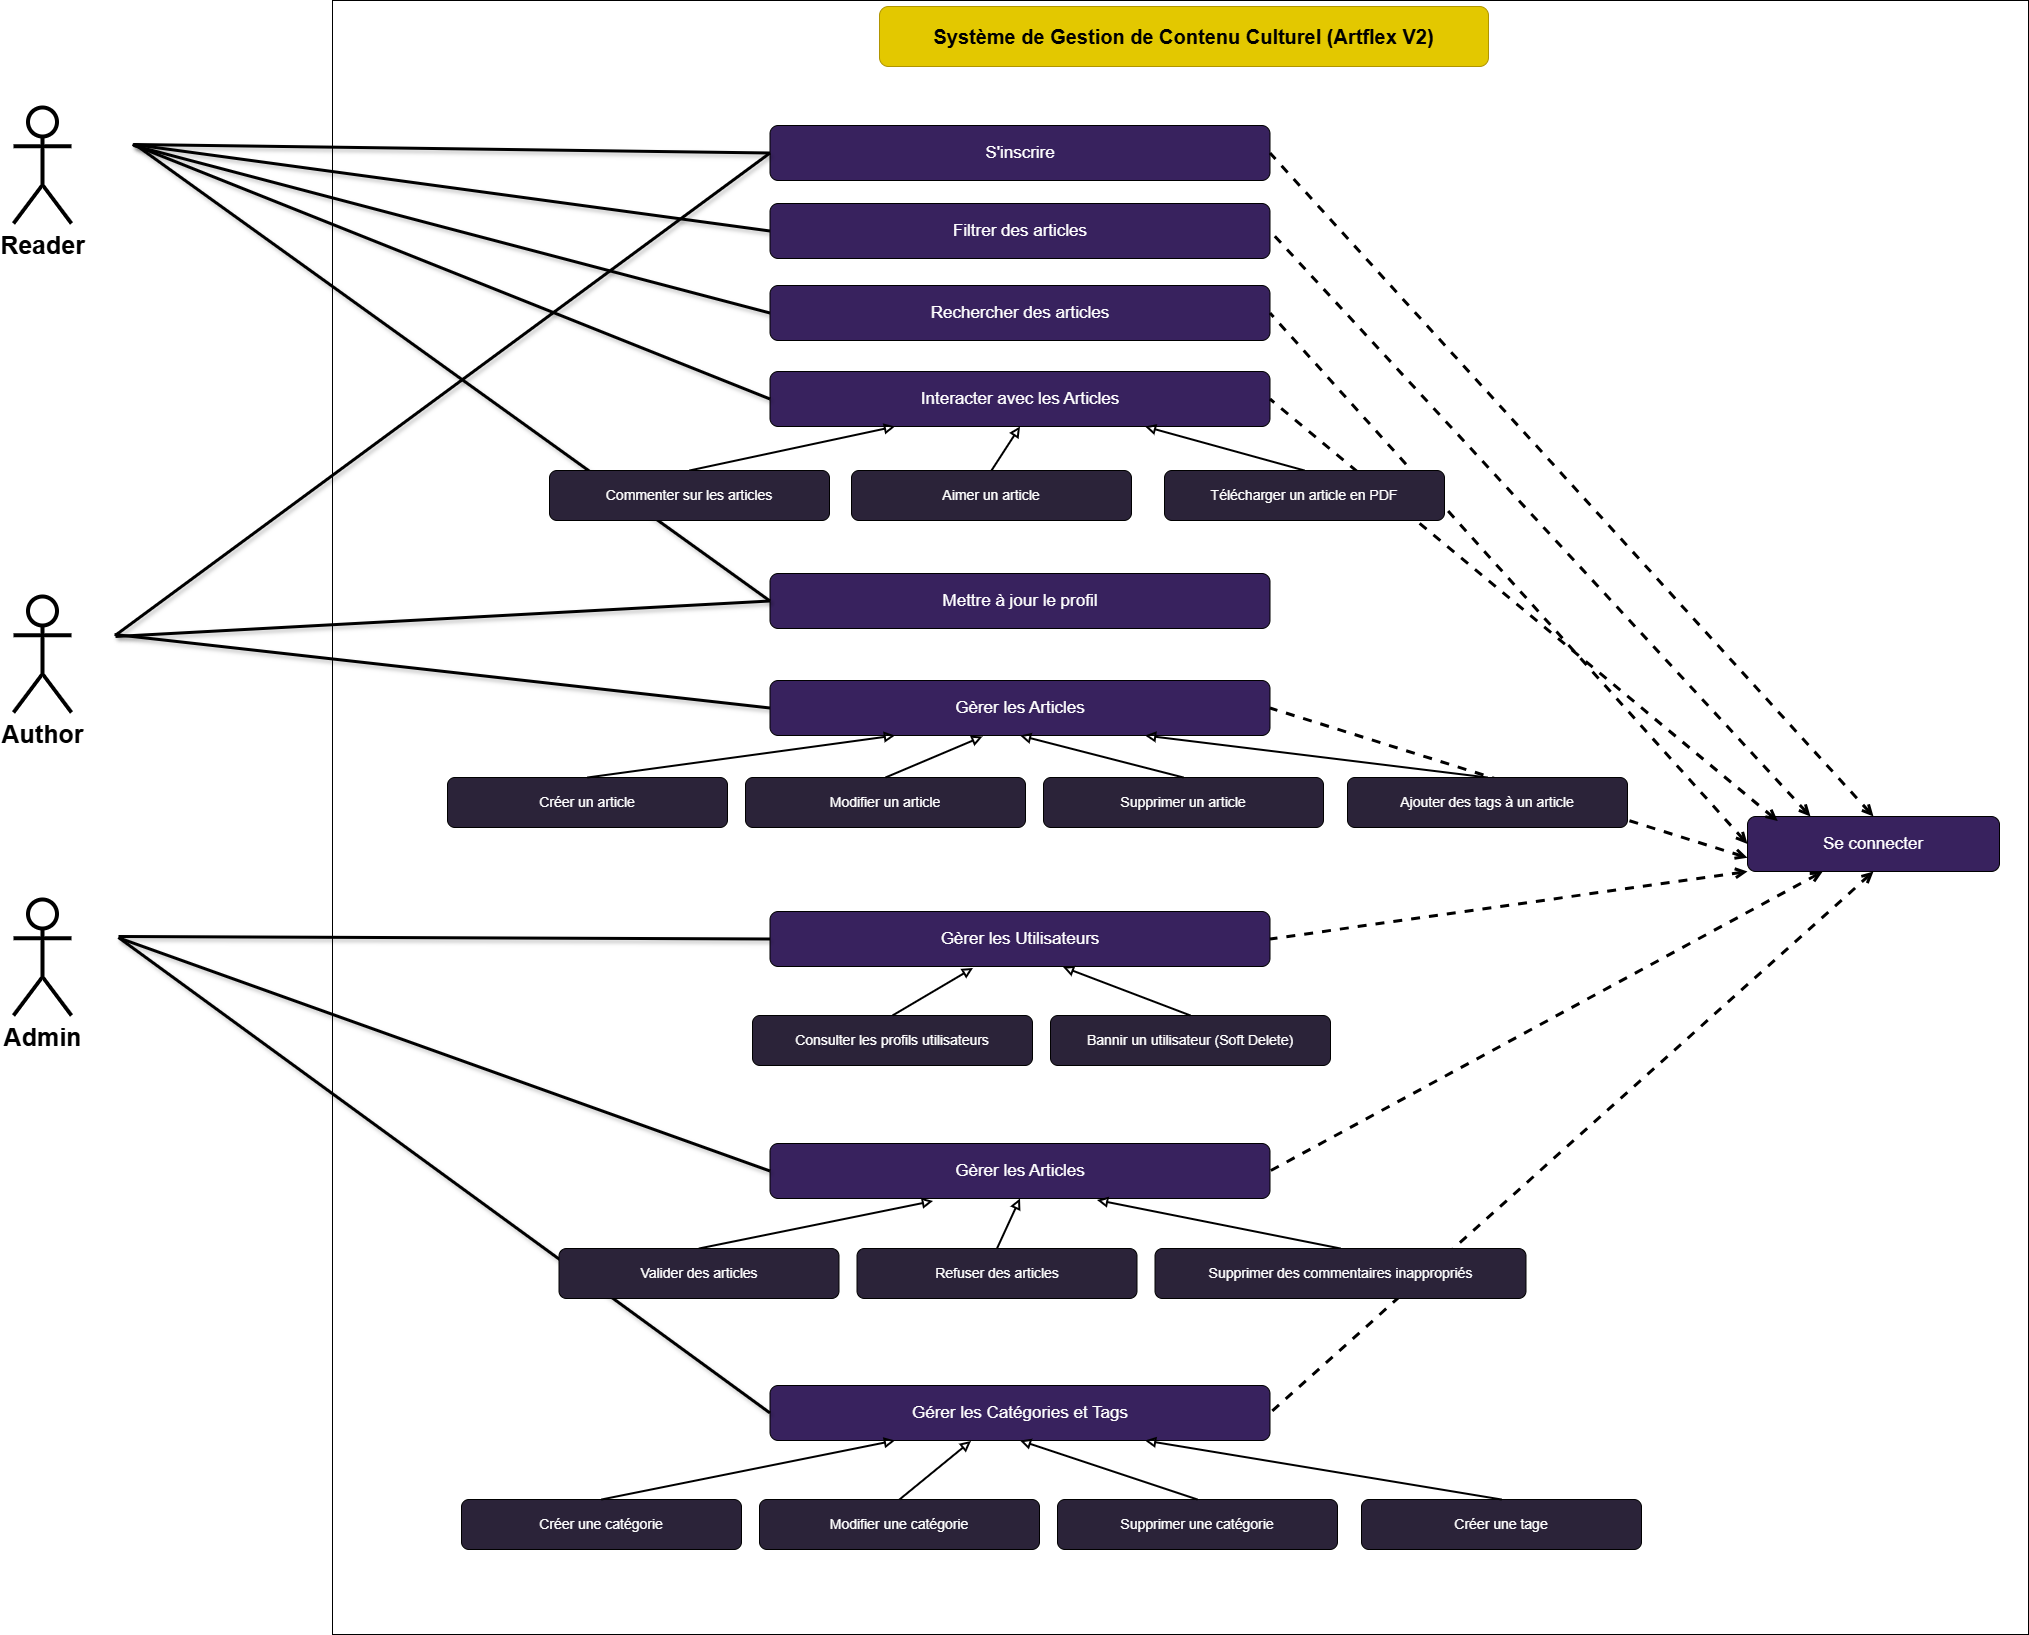 Système de Gestion de Contenu Culturel (Artflex V2)
Reader
S'inscrire
Filtrer des articles
Rechercher des articles
Interacter avec les Articles
Commenter sur les articles
Aimer un article
Télécharger un article en PDF
Author
Mettre à jour le profil
Gèrer les Articles
Créer un article
Modifier un article
Supprimer un article
Ajouter des tags à un article
Se connecter
Admin
Gèrer les Utilisateurs
Consulter les profils utilisateurs
Bannir un utilisateur (Soft Delete)
Gèrer les Articles
Valider des articles
Refuser des articles
Supprimer des commentaires inappropriés
Gérer les Catégories et Tags
Créer une catégorie
Modifier une catégorie
Supprimer une catégorie
Créer une tage